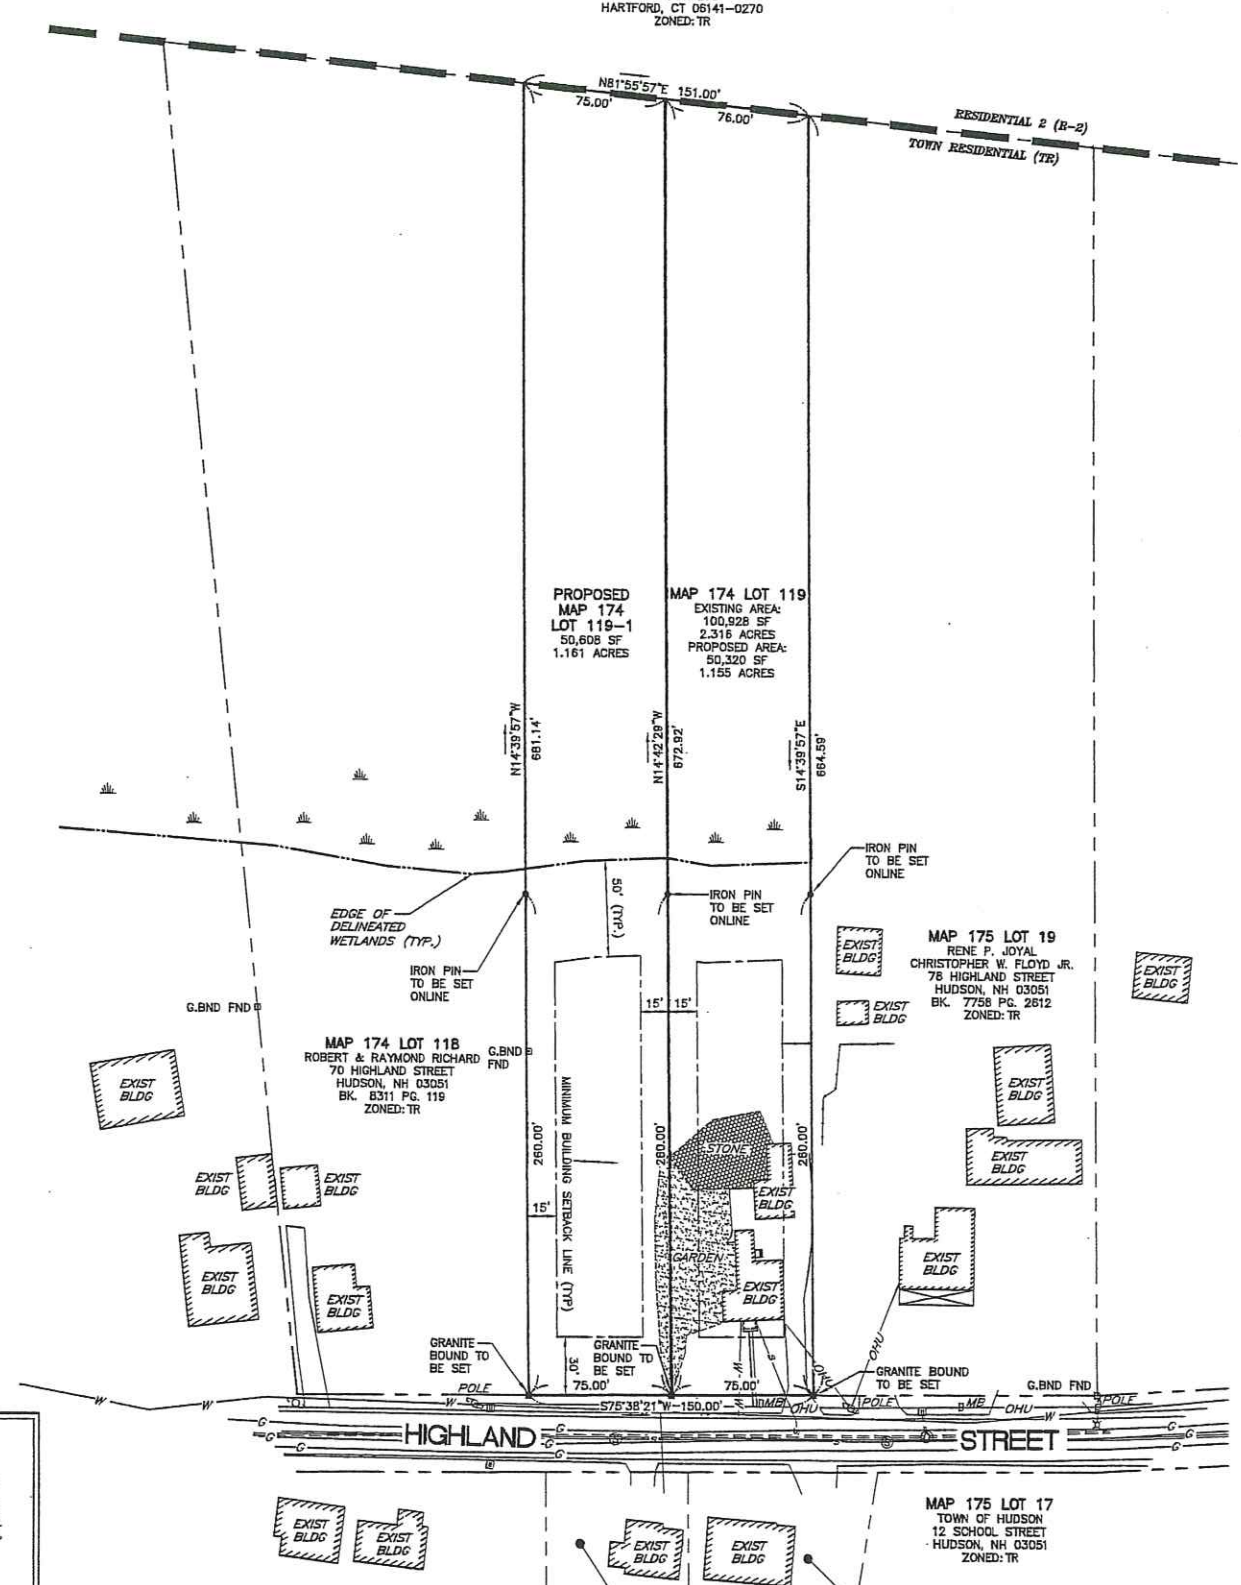 HARTFORD, CT 06141-0270
ZONED: TR
N81°55'57"E 151.00'
75.00'
76.00'
RESIDENTIAL 2 (R-2)
TOWN RESIDENTIAL (TR)
PROPOSED
MAP 174
LOT 119-1
50,608 SF
1.161 ACRES
MAP 174 LOT 119
EXISTING AREA:
100,928 SF
2.316 ACRES
PROPOSED AREA:
50,320 SF
1.155 ACRES
N14°39'57"W
681.14'
N14°42'29"W
672.92'
S14°39'57"E
664.59'
IRON PIN
TO BE SET
ONLINE
50' (TYP.)
IRON PIN
TO BE SET
ONLINE
EDGE OF
DELINEATED
WETLANDS (TYP.)
IRON PIN
TO BE SET
ONLINE
EXIST
BLDG
MAP 175 LOT 19
RENE P. JOYAL
CHRISTOPHER W. FLOYD JR.
78 HIGHLAND STREET
HUDSON, NH 03051
BK. 7758 PG. 2612
ZONED: TR
EXIST
BLDG
G.BND FND
15' 15'
EXIST
BLDG
MAP 174 LOT 118
ROBERT & RAYMOND RICHARD
70 HIGHLAND STREET
HUDSON, NH 03051
BK. 8311 PG. 119
ZONED: TR
G.BND
FND
EXIST
BLDG
EXIST
BLDG
MINIMUM BUILDING SETBACK LINE (TYP)
260.00'
260.00'
260.00'
STONE
EXIST
BLDG
EXIST
BLDG
EXIST
BLDG
EXIST
BLDG
15'
GARDEN
EXIST
BLDG
EXIST
BLDG
EXIST
BLDG
EXIST
BLDG
GRANITE
BOUND TO
BE SET
30'
GRANITE
BOUND TO
BE SET
W
S
OHU
OHU
GRANITE BOUND
TO BE SET
G.BND FND
75.00'
75.00'
POLE
W
W
W
S75°38'21"W-150.00'
W
MB
OHU
POLE
MB
OHU
W
POLE
G
G
G
HIGHLAND
G
G
S
S
S
STREET
G
G
EXIST
BLDG
EXIST
BLDG
EXIST
BLDG
EXIST
BLDG
MAP 175 LOT 17
TOWN OF HUDSON
12 SCHOOL STREET
HUDSON, NH 03051
ZONED: TR